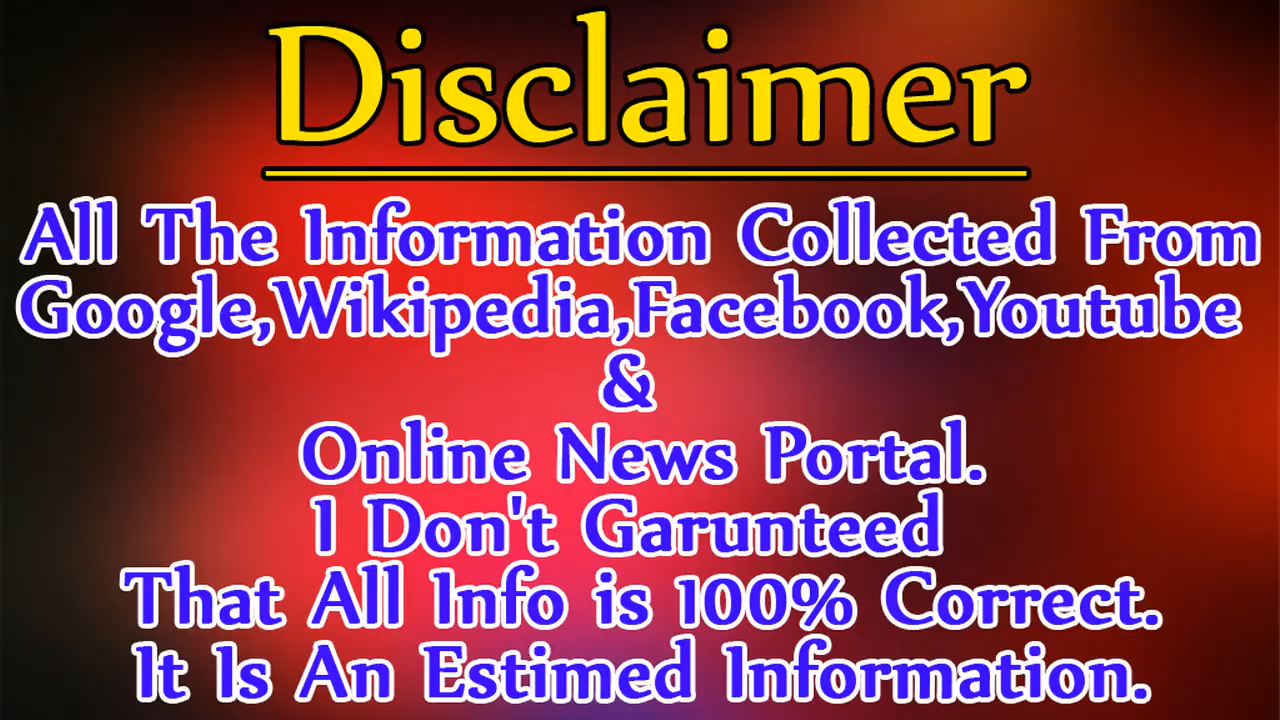 Disclaimer
All The Information Collected From
Google,Wikipedia,Facebook,Youtube
&
Online News Portal.
I Don't Garunteed
That All Info is 100% Correct.
It Is An Estimed Information.